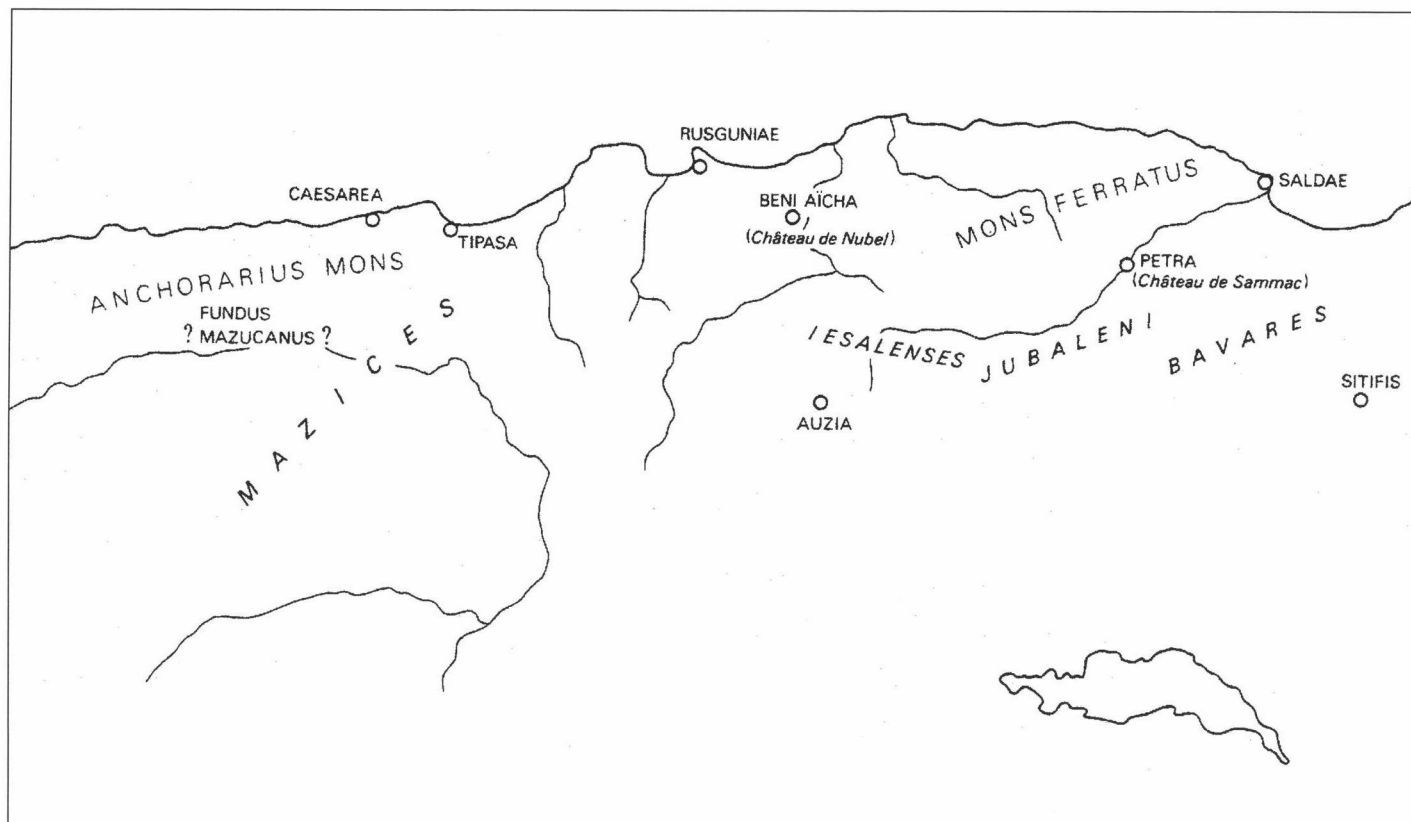 RUSGUNIAE
CAESAREA
TIPASA
BENI AÏCHA
(Château de Nubel)
MONS FERRATUS
SALDAE
PETRA
(Château de Sammac)
ANCHORARIUS MONS
FUNDUS
? MAZUCANUS ?
MAZICES
IESALENSES
JUBALENI
BAVARES
AUZIA
SITIFIS